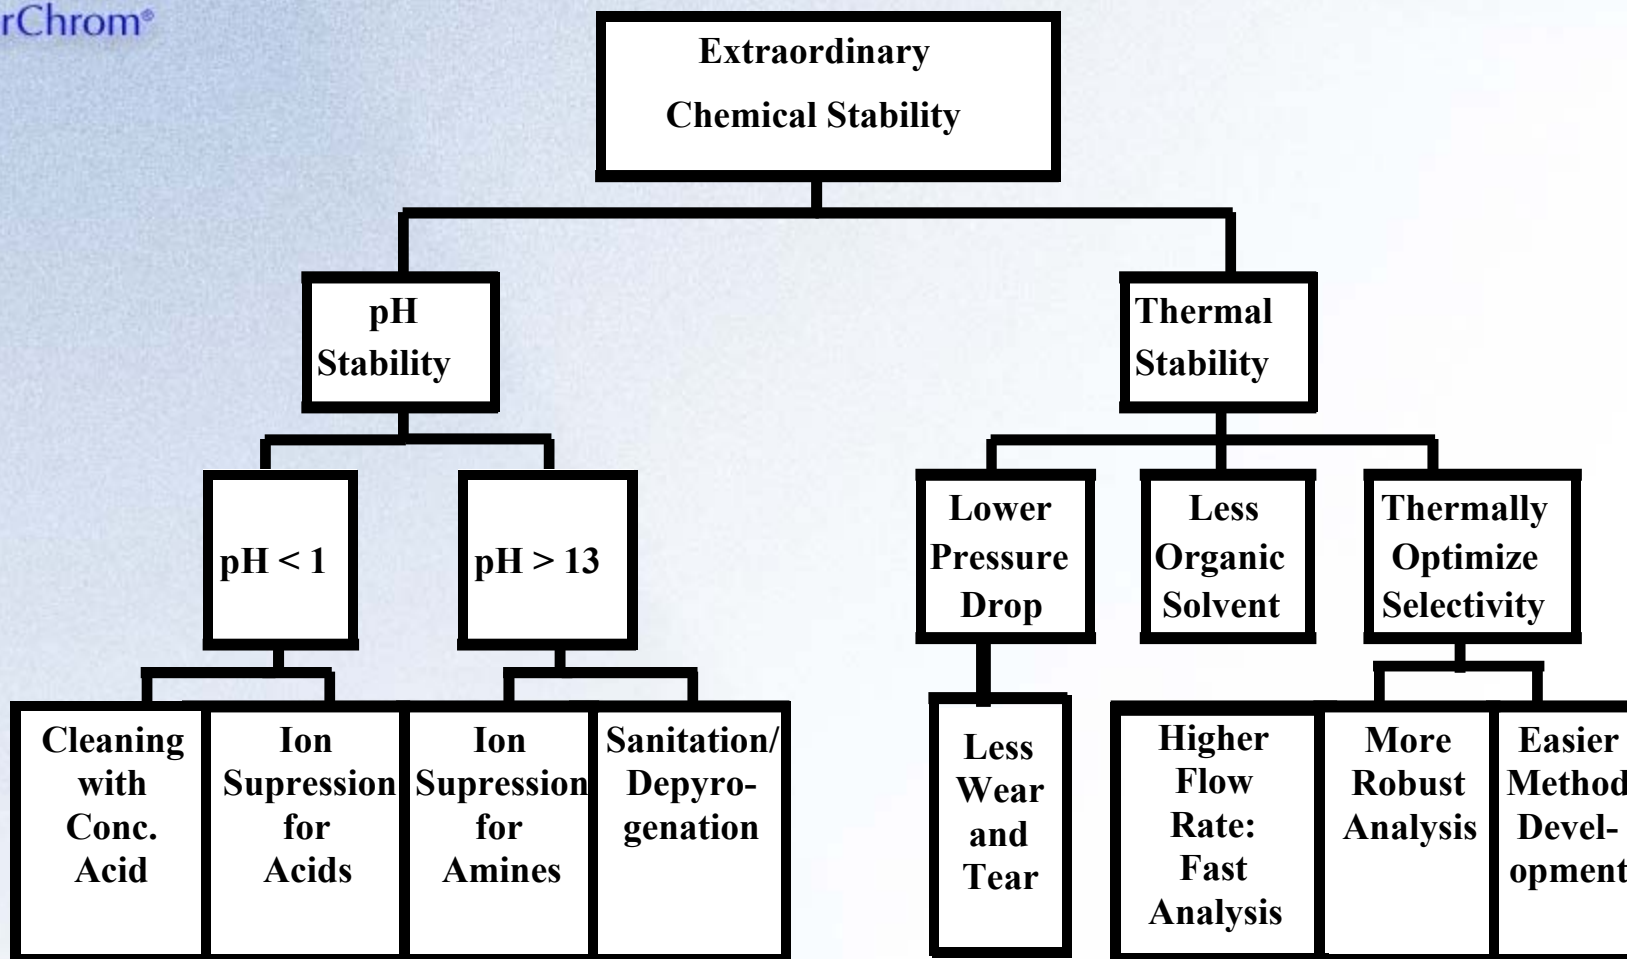 rChrom®
Extraordinary
Chemical Stability
pH
Stability
Thermal
Stability
pH < 1
pH > 13
Lower
Pressure
Drop
Less
Organic
Solvent
Thermally
Optimize
Selectivity
Cleaning
with
Conc.
Acid
Ion
Supression
for
Acids
Ion
Supression
for
Amines
Sanitation/
Depyro-
genation
Less
Wear
and
Tear
Higher
Flow
Rate:
Fast
Analysis
More
Robust
Analysis
Easier
Method
Devel-
opment